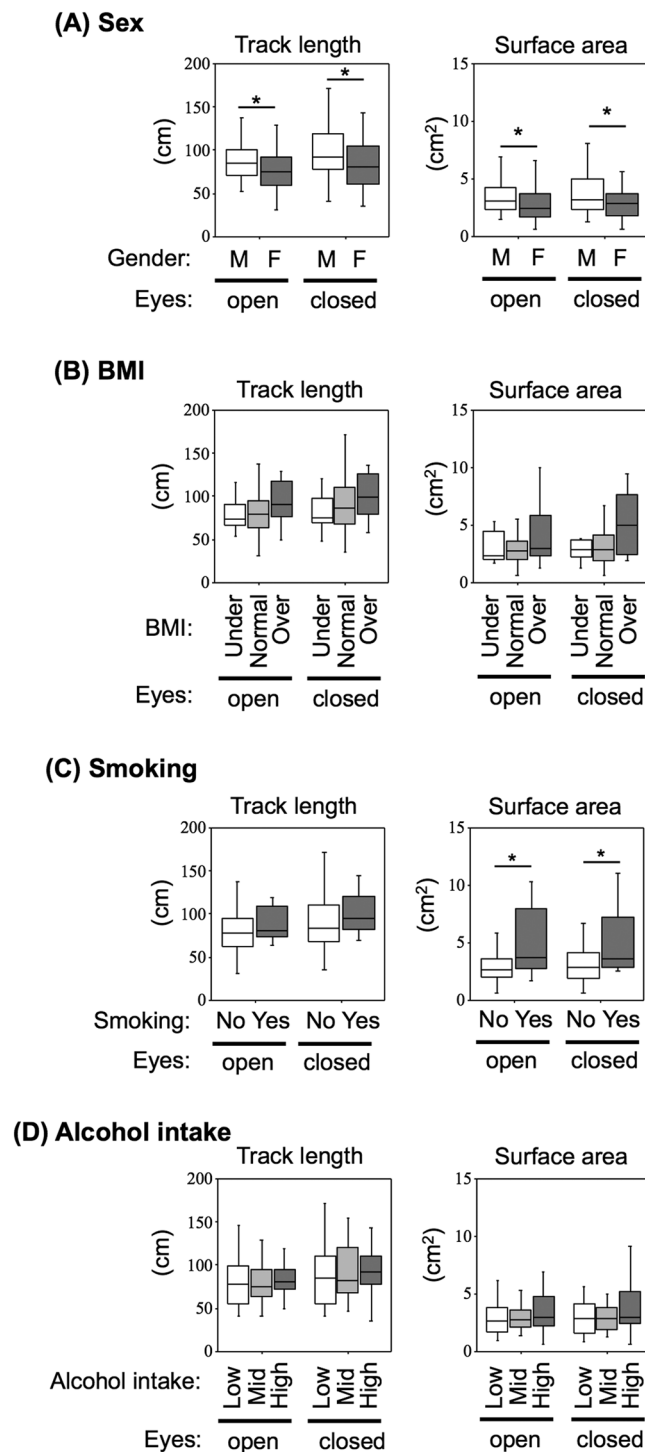 (A) Sex
Track length Surface area
200 15
150 10
100 5
50 0
0
(cm) (cm²)
* * * *
Gender: M F M F M F M F
Eyes: open closed open closed
(B) BMI
Track length Surface area
200 15
150 10
100 5
50 0
0
(cm) (cm²)
BMI: Under Normal Over Under Normal Over Under Normal Over Under Normal Over
Eyes: open closed open closed
(C) Smoking
Track length Surface area
200 15
150 10
100 5
50 0
0
(cm) (cm²)
* *
Smoking: No Yes No Yes No Yes No Yes
Eyes: open closed open closed
(D) Alcohol intake
Track length Surface area
200 15
150 10
100 5
50 0
0
(cm) (cm²)
Alcohol intake: Low Mid High Low Mid High Low Mid High Low Mid High
Eyes: open closed open closed